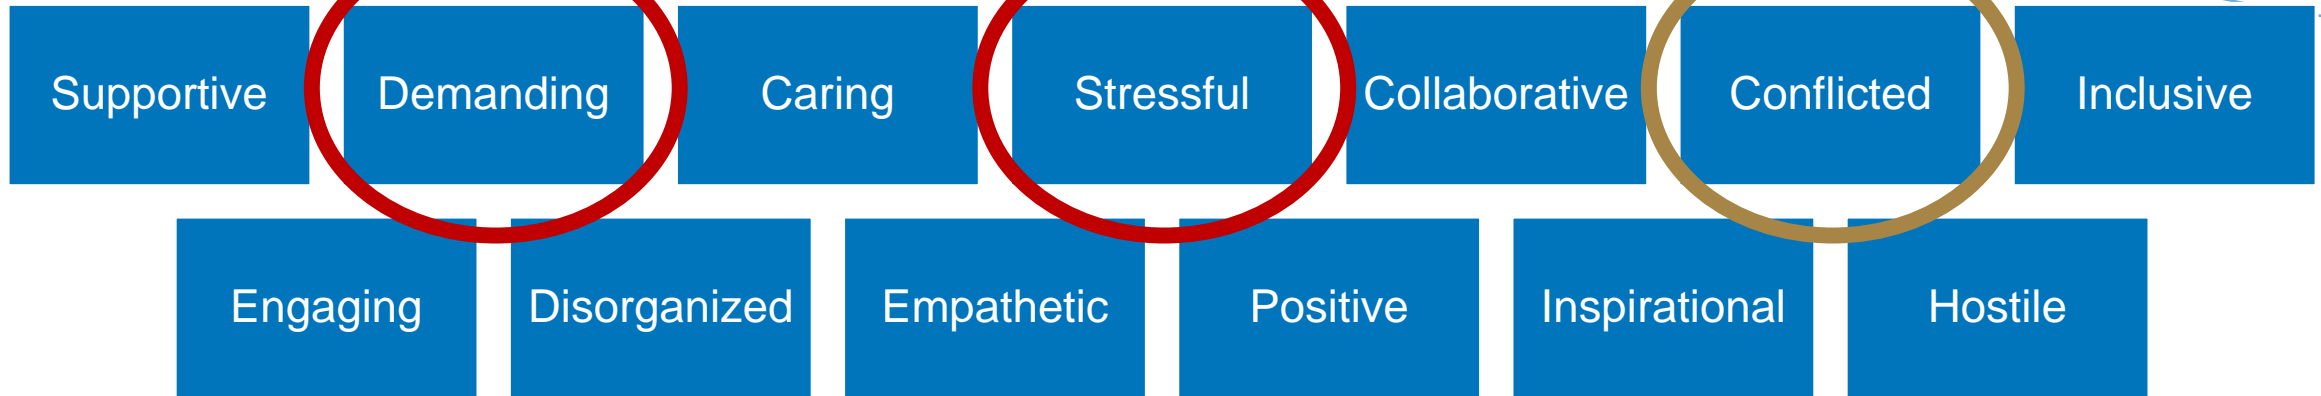 Supportive Demanding Caring Stressful Collaborative Conflicted Inclusive
Engaging Disorganized Empathetic Positive Inspirational Hostile